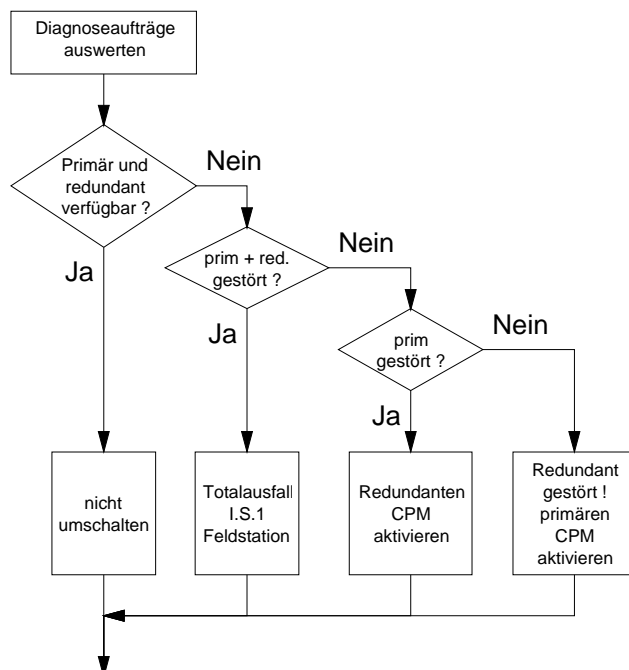 Diagnoseaufträge
auswerten
Primär und
redundant
verfügbar ?
Nein
Ja
prim + red.
gestört ?
Nein
Ja
prim
gestört ?
Nein
Ja
nicht
umschalten
Totalausfall
I.S.1
Feldstation
Redundanten
CPM
aktivieren
Redundant
gestört !
primären
CPM
aktivieren